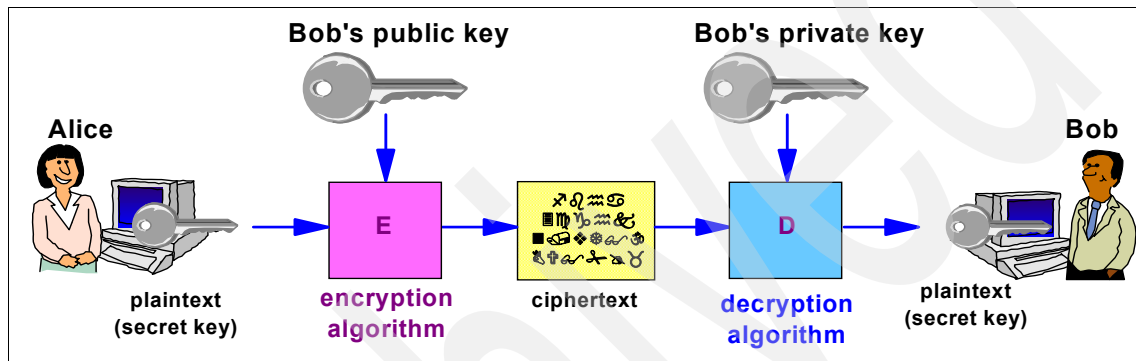 Bob's public key
Bob's private key
Alice
Bob
E
D
plaintext
(secret key)
encryption
algorithm
ciphertext
decryption
algorithm
plaintext
(secret key)